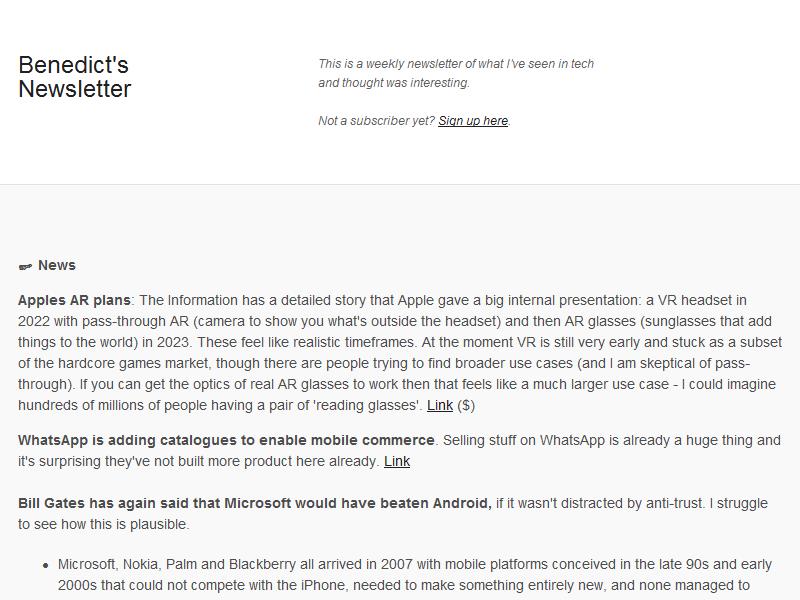 Benedict's
Newsletter
This is a weekly newsletter of what I've seen in tech
and thought was interesting.
Not a subscriber yet? Sign up here.
News
Apples AR plans: The Information has a detailed story that Apple gave a big internal presentation: a VR headset in
2022 with pass-through AR (camera to show you what's outside the headset) and then AR glasses (sunglasses that add
things to the world) in 2023. These feel like realistic timeframes. At the moment VR is still very early and stuck as a subset
of the hardcore games market, though there are people trying to find broader use cases (and I am skeptical of pass-
through). If you can get the optics of real AR glasses to work then that feels like a much larger use case - I could imagine
hundreds of millions of people having a pair of 'reading glasses'. Link ($)
WhatsApp is adding catalogues to enable mobile commerce. Selling stuff on WhatsApp is already a huge thing and
it's surprising they've not built more product here already. Link
Bill Gates has again said that Microsoft would have beaten Android, if it wasn't distracted by anti-trust. I struggle
to see how this is plausible.
• Microsoft, Nokia, Palm and Blackberry all arrived in 2007 with mobile platforms conceived in the late 90s and early
2000s that could not compete with the iPhone, needed to make something entirely new, and none managed to